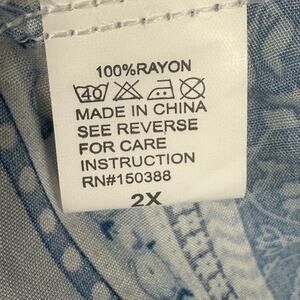 100%RAYON
40
MADE IN CHINA
SEE REVERSE
FOR CARE
INSTRUCTION
RN#150388
2X